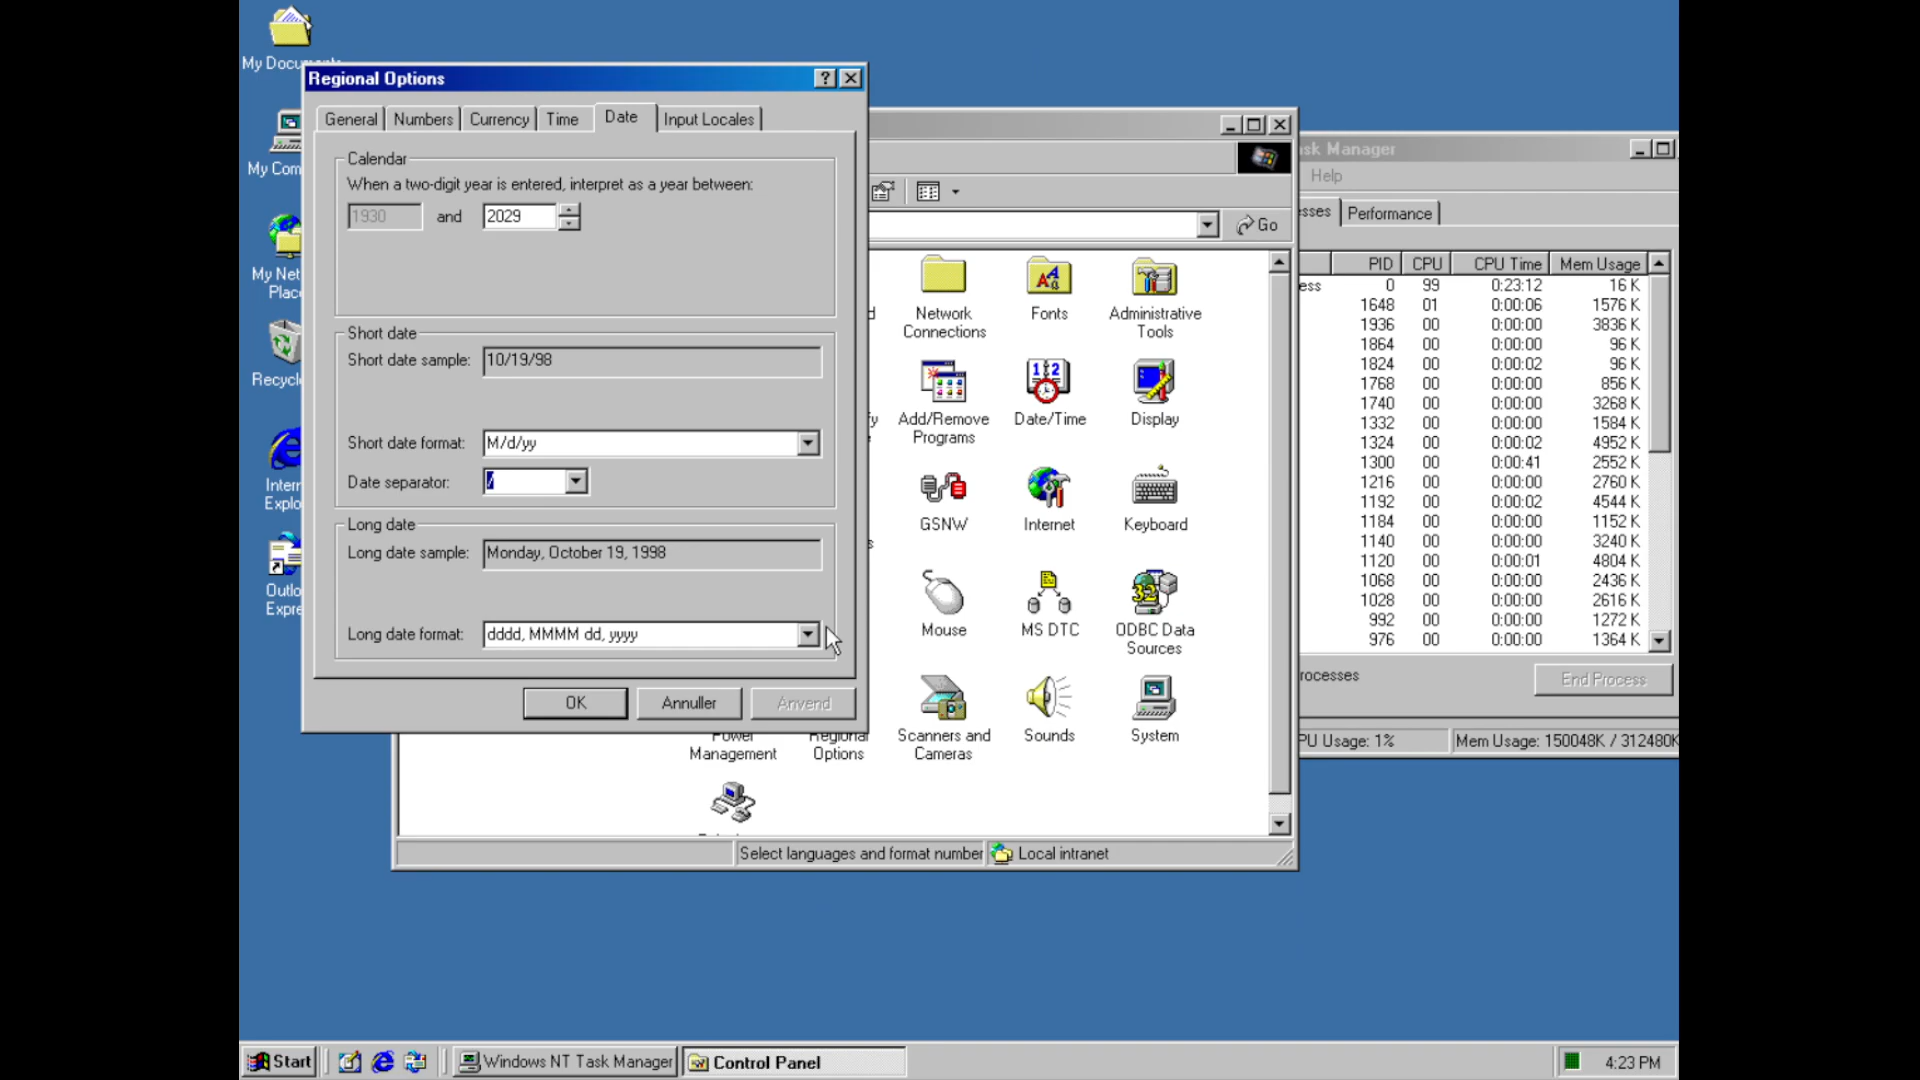 My Docu
My Com
My Net
Plac
Recycl
Intern
Explo
Outlo
Expre
Regional Options
General
Numbers
Currency
Time
Date
Input Locales
Calendar
When a two-digit year is entered, interpret as a year between:
1930 and 2029
Short date
Short date sample: 10/19/98
Short date format: M/d/yy
Date separator: /
Long date
Long date sample: Monday, October 19, 1998
Long date format: dddd, MMMM dd, yyyy
OK
Annuller
Anvend
Go
Network
Connections
Fonts
Administrative
Tools
Add/Remove
Programs
Date/Time
Display
GSNW
Internet
Keyboard
Mouse
MS DTC
ODBC Data
Sources
Power
Management
Regional
Options
Scanners and
Cameras
Sounds
System
Select languages and format number
Local intranet
sk Manager
Help
sses
Performance
PID CPU CPU Time Mem Usage
ess 0 99 0:23:12 16 K
1648 01 0:00:06 1576 K
1936 00 0:00:00 3836 K
1864 00 0:00:00 96 K
1824 00 0:00:02 96 K
1768 00 0:00:00 856 K
1740 00 0:00:00 3268 K
1332 00 0:00:00 1584 K
1324 00 0:00:02 4952 K
1300 00 0:00:41 2552 K
1216 00 0:00:00 2760 K
1192 00 0:00:02 4544 K
1184 00 0:00:00 1152 K
1140 00 0:00:00 3240 K
1120 00 0:00:01 4804 K
1068 00 0:00:00 2436 K
1028 00 0:00:00 2616 K
992 00 0:00:00 1272 K
976 00 0:00:00 1364 K
rocesses
End Process
PU Usage: 1%
Mem Usage: 150048K / 312480K
Start
Windows NT Task Manager
Control Panel
4:23 PM